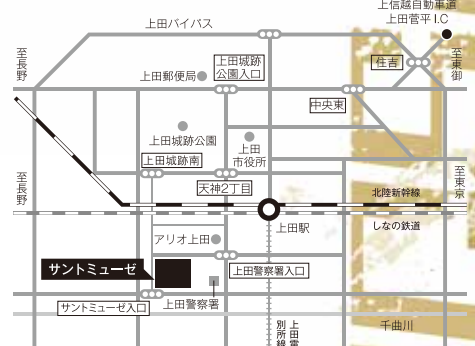 上信越自動車道
上田菅平 I.C
上田バイパス
至長野
上田城跡
公園入口
住吉
至東御
上田郵便局
中央東
上田城跡公園
上田
市役所
上田城跡南
至長野
天神2丁目
至東京
北陸新幹線
上田駅
しなの鉄道
アリオ上田
サントミューゼ
上田警察署入口
サントミューゼ入口
上田警察署
千曲川
上田電
別所線